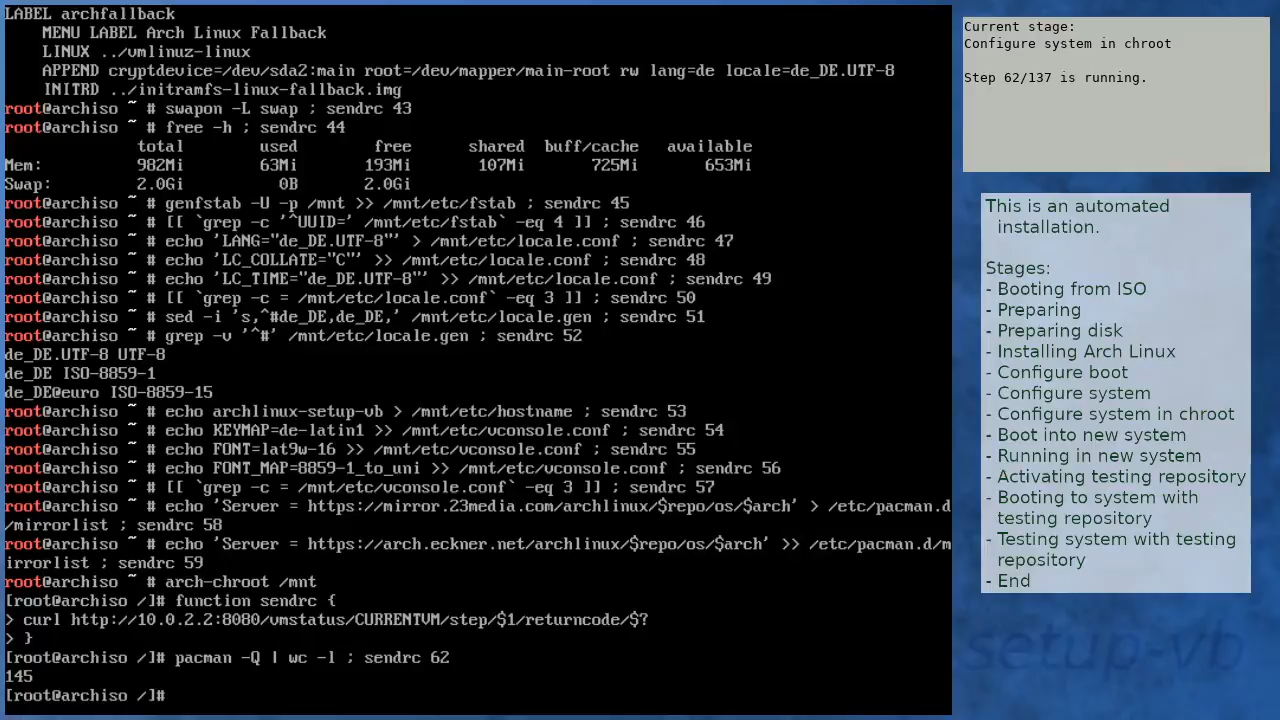 LABEL archfallback
    MENU LABEL Arch Linux Fallback
    LINUX ../vmlinuz-linux
    APPEND cryptdevice=/dev/sda2:main root=/dev/mapper/main-root rw lang=de locale=de_DE.UTF-8
    INITRD ../initramfs-linux-fallback.img
root@archiso ~ # swapon -L swap ; sendrc 43
root@archiso ~ # free -h ; sendrc 44
              total        used        free      shared  buff/cache   available
Mem:          982Mi        63Mi       193Mi       107Mi       725Mi       653Mi
Swap:         2.0Gi          0B       2.0Gi
root@archiso ~ # genfstab -U -p /mnt >> /mnt/etc/fstab ; sendrc 45
root@archiso ~ # [[ `grep -c '^UUID=' /mnt/etc/fstab` -eq 4 ]] ; sendrc 46
root@archiso ~ # echo 'LANG="de_DE.UTF-8"' > /mnt/etc/locale.conf ; sendrc 47
root@archiso ~ # echo 'LC_COLLATE="C"' >> /mnt/etc/locale.conf ; sendrc 48
root@archiso ~ # echo 'LC_TIME="de_DE.UTF-8"' >> /mnt/etc/locale.conf ; sendrc 49
root@archiso ~ # [[ `grep -c = /mnt/etc/locale.conf` -eq 3 ]] ; sendrc 50
root@archiso ~ # sed -i 's,^#de_DE,de_DE,' /mnt/etc/locale.gen ; sendrc 51
root@archiso ~ # grep -v '^#' /mnt/etc/locale.gen ; sendrc 52
de_DE.UTF-8 UTF-8
de_DE ISO-8859-1
de_DE@euro ISO-8859-15
root@archiso ~ # echo archlinux-setup-vb > /mnt/etc/hostname ; sendrc 53
root@archiso ~ # echo KEYMAP=de-latin1 >> /mnt/etc/vconsole.conf ; sendrc 54
root@archiso ~ # echo FONT=lat9w-16 >> /mnt/etc/vconsole.conf ; sendrc 55
root@archiso ~ # echo FONT_MAP=8859-1_to_uni >> /mnt/etc/vconsole.conf ; sendrc 56
root@archiso ~ # [[ `grep -c = /mnt/etc/vconsole.conf` -eq 3 ]] ; sendrc 57
root@archiso ~ # echo 'Server = https://mirror.23media.com/archlinux/$repo/os/$arch' > /etc/pacman.d
/mirrorlist ; sendrc 58
root@archiso ~ # echo 'Server = https://arch.eckner.net/archlinux/$repo/os/$arch' >> /etc/pacman.d/m
irrorlist ; sendrc 59
root@archiso ~ # arch-chroot /mnt
[root@archiso /]# function sendrc {
> curl http://10.0.2.2:8080/vmstatus/CURRENTVM/step/$1/returncode/$?
> }
[root@archiso /]# pacman -Q | wc -l ; sendrc 62
145
[root@archiso /]#
Current stage:
Configure system in chroot
Step 62/137 is running.
This is an automated
installation.
Stages:
- Booting from ISO
- Preparing
- Preparing disk
- Installing Arch Linux
- Configure boot
- Configure system
- Configure system in chroot
- Boot into new system
- Running in new system
- Activating testing repository
- Booting to system with
testing repository
- Testing system with testing
repository
- End
setup-vb